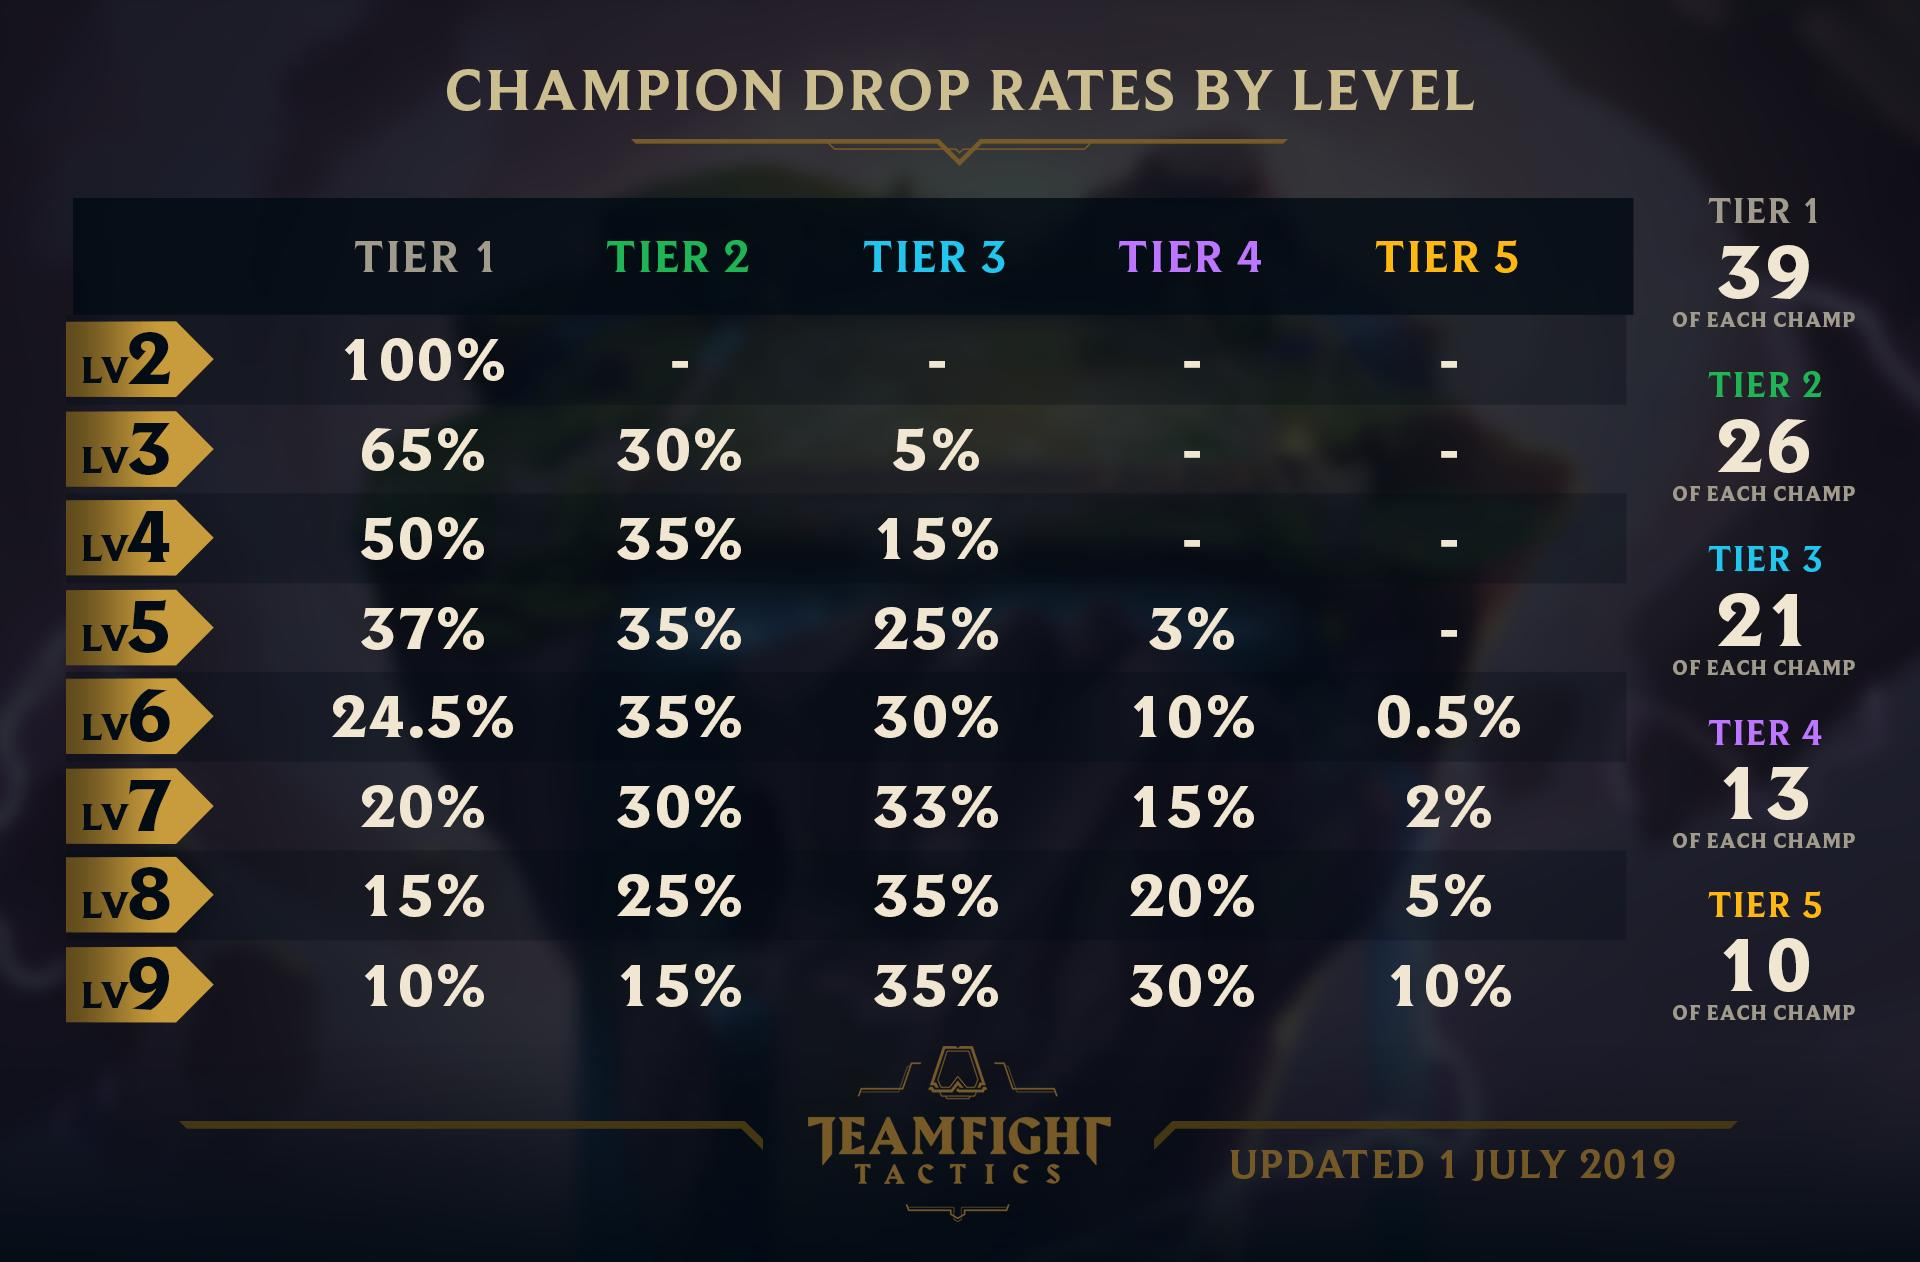 CHAMPION DROP RATES BY LEVEL
TIER 1 TIER 2 TIER 3 TIER 4 TIER 5
LV2 100% - - - -
LV3 65% 30% 5% - -
LV4 50% 35% 15% - -
LV5 37% 35% 25% 3% -
LV6 24.5% 35% 30% 10% 0.5%
LV7 20% 30% 33% 15% 2%
LV8 15% 25% 35% 20% 5%
LV9 10% 15% 35% 30% 10%
TIER 1
39
OF EACH CHAMP
TIER 2
26
OF EACH CHAMP
TIER 3
21
OF EACH CHAMP
TIER 4
13
OF EACH CHAMP
TIER 5
10
OF EACH CHAMP
TEAMFIGHT
TACTICS
UPDATED 1 JULY 2019